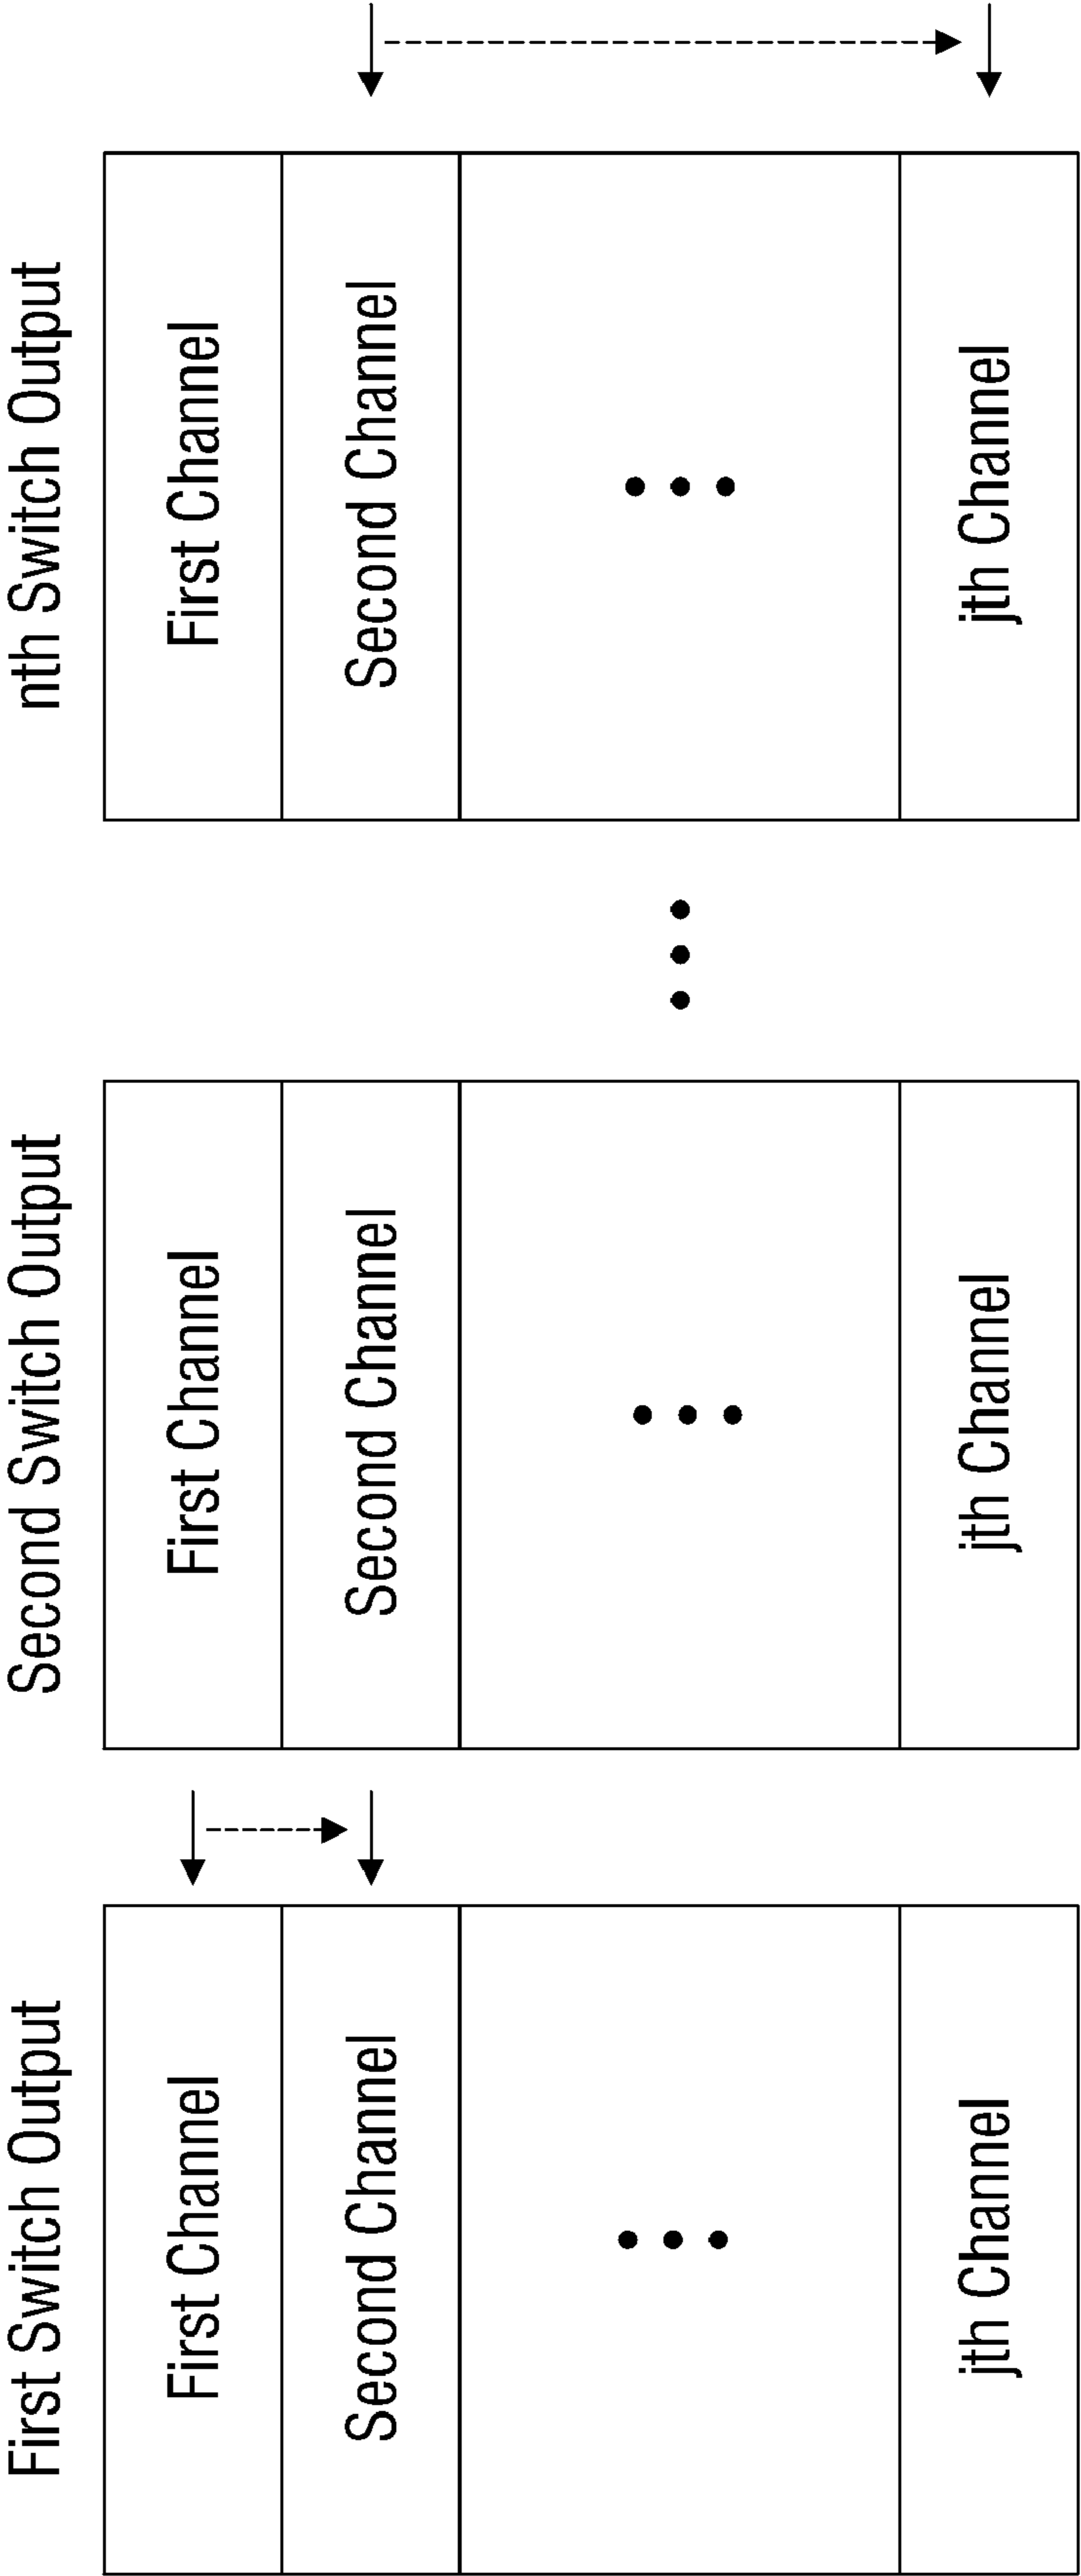 First Switch Output
First Channel
Second Channel
jth Channel
Second Switch Output
First Channel
Second Channel
jth Channel
nth Switch Output
First Channel
Second Channel
jth Channel